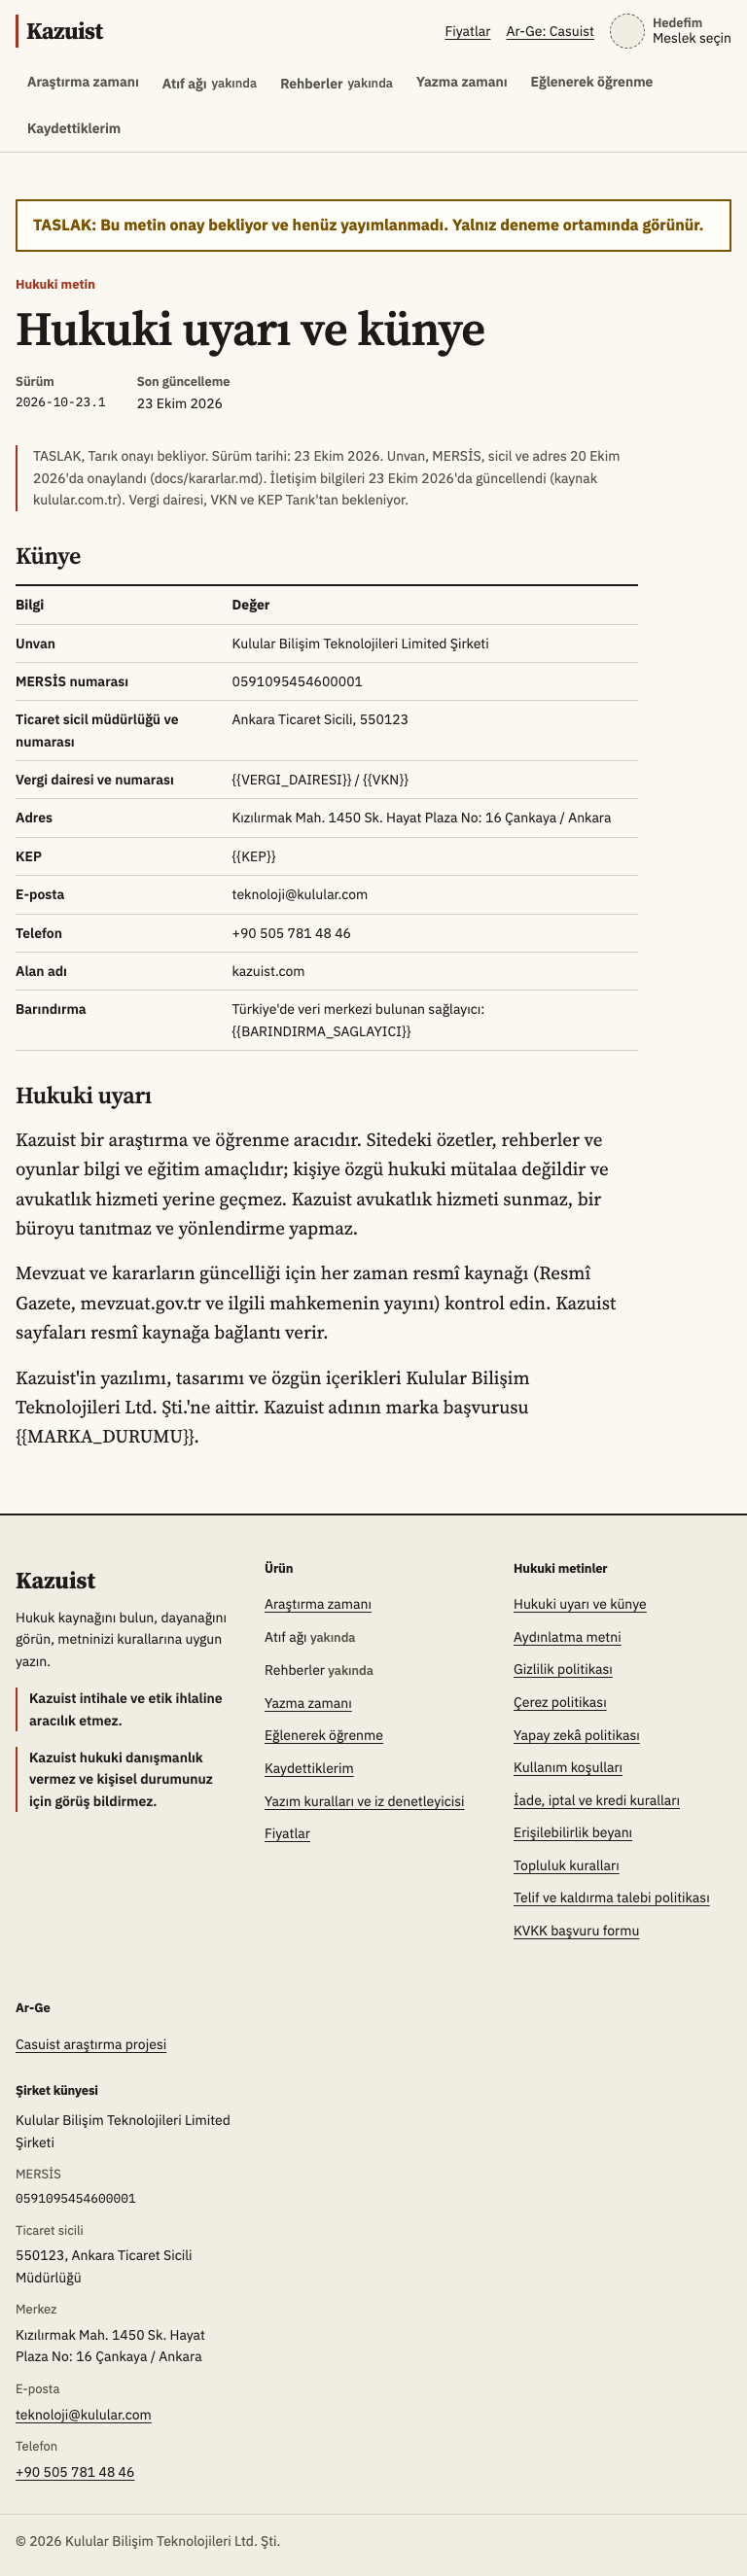 Kazuist
Fiyatlar
Ar-Ge: Casuist
Hedefim
Meslek seçin
Araştırma zamanı
Atıf ağı yakında
Rehberler yakında
Yazma zamanı
Eğlenerek öğrenme
Kaydettiklerim
TASLAK: Bu metin onay bekliyor ve henüz yayımlanmadı. Yalnız deneme ortamında görünür.
Hukuki metin
Hukuki uyarı ve künye
Sürüm
2026-10-23.1
Son güncelleme
23 Ekim 2026
TASLAK, Tarık onayı bekliyor. Sürüm tarihi: 23 Ekim 2026. Unvan, MERSİS, sicil ve adres 20 Ekim
2026'da onaylandı (docs/kararlar.md). İletişim bilgileri 23 Ekim 2026'da güncellendi (kaynak
kulular.com.tr). Vergi dairesi, VKN ve KEP Tarık'tan bekleniyor.
Künye
Bilgi Değer
Unvan Kulular Bilişim Teknolojileri Limited Şirketi
MERSİS numarası 0591095454600001
Ticaret sicil müdürlüğü ve Ankara Ticaret Sicili, 550123
numarası
Vergi dairesi ve numarası {{VERGI_DAIRESI}} / {{VKN}}
Adres Kızılırmak Mah. 1450 Sk. Hayat Plaza No: 16 Çankaya / Ankara
KEP {{KEP}}
E-posta teknoloji@kulular.com
Telefon +90 505 781 48 46
Alan adı kazuist.com
Barındırma Türkiye'de veri merkezi bulunan sağlayıcı:
{{BARINDIRMA_SAGLAYICI}}
Hukuki uyarı
Kazuist bir araştırma ve öğrenme aracıdır. Sitedeki özetler, rehberler ve
oyunlar bilgi ve eğitim amaçlıdır; kişiye özgü hukuki mütalaa değildir ve
avukatlık hizmeti yerine geçmez. Kazuist avukatlık hizmeti sunmaz, bir
büroyu tanıtmaz ve yönlendirme yapmaz.
Mevzuat ve kararların güncelliği için her zaman resmî kaynağı (Resmî
Gazete, mevzuat.gov.tr ve ilgili mahkemenin yayını) kontrol edin. Kazuist
sayfaları resmî kaynağa bağlantı verir.
Kazuist'in yazılımı, tasarımı ve özgün içerikleri Kulular Bilişim
Teknolojileri Ltd. Şti.'ne aittir. Kazuist adının marka başvurusu
{{MARKA_DURUMU}}.
Kazuist
Hukuk kaynağını bulun, dayanağını
görün, metninizi kurallarına uygun
yazın.
Kazuist intihale ve etik ihlaline
aracılık etmez.
Kazuist hukuki danışmanlık
vermez ve kişisel durumunuz
için görüş bildirmez.
Ürün
Araştırma zamanı
Atıf ağı yakında
Rehberler yakında
Yazma zamanı
Eğlenerek öğrenme
Kaydettiklerim
Yazım kuralları ve iz denetleyicisi
Fiyatlar
Hukuki metinler
Hukuki uyarı ve künye
Aydınlatma metni
Gizlilik politikası
Çerez politikası
Yapay zekâ politikası
Kullanım koşulları
İade, iptal ve kredi kuralları
Erişilebilirlik beyanı
Topluluk kuralları
Telif ve kaldırma talebi politikası
KVKK başvuru formu
Ar-Ge
Casuist araştırma projesi
Şirket künyesi
Kulular Bilişim Teknolojileri Limited
Şirketi
MERSİS
0591095454600001
Ticaret sicili
550123, Ankara Ticaret Sicili
Müdürlüğü
Merkez
Kızılırmak Mah. 1450 Sk. Hayat
Plaza No: 16 Çankaya / Ankara
E-posta
teknoloji@kulular.com
Telefon
+90 505 781 48 46
© 2026 Kulular Bilişim Teknolojileri Ltd. Şti.